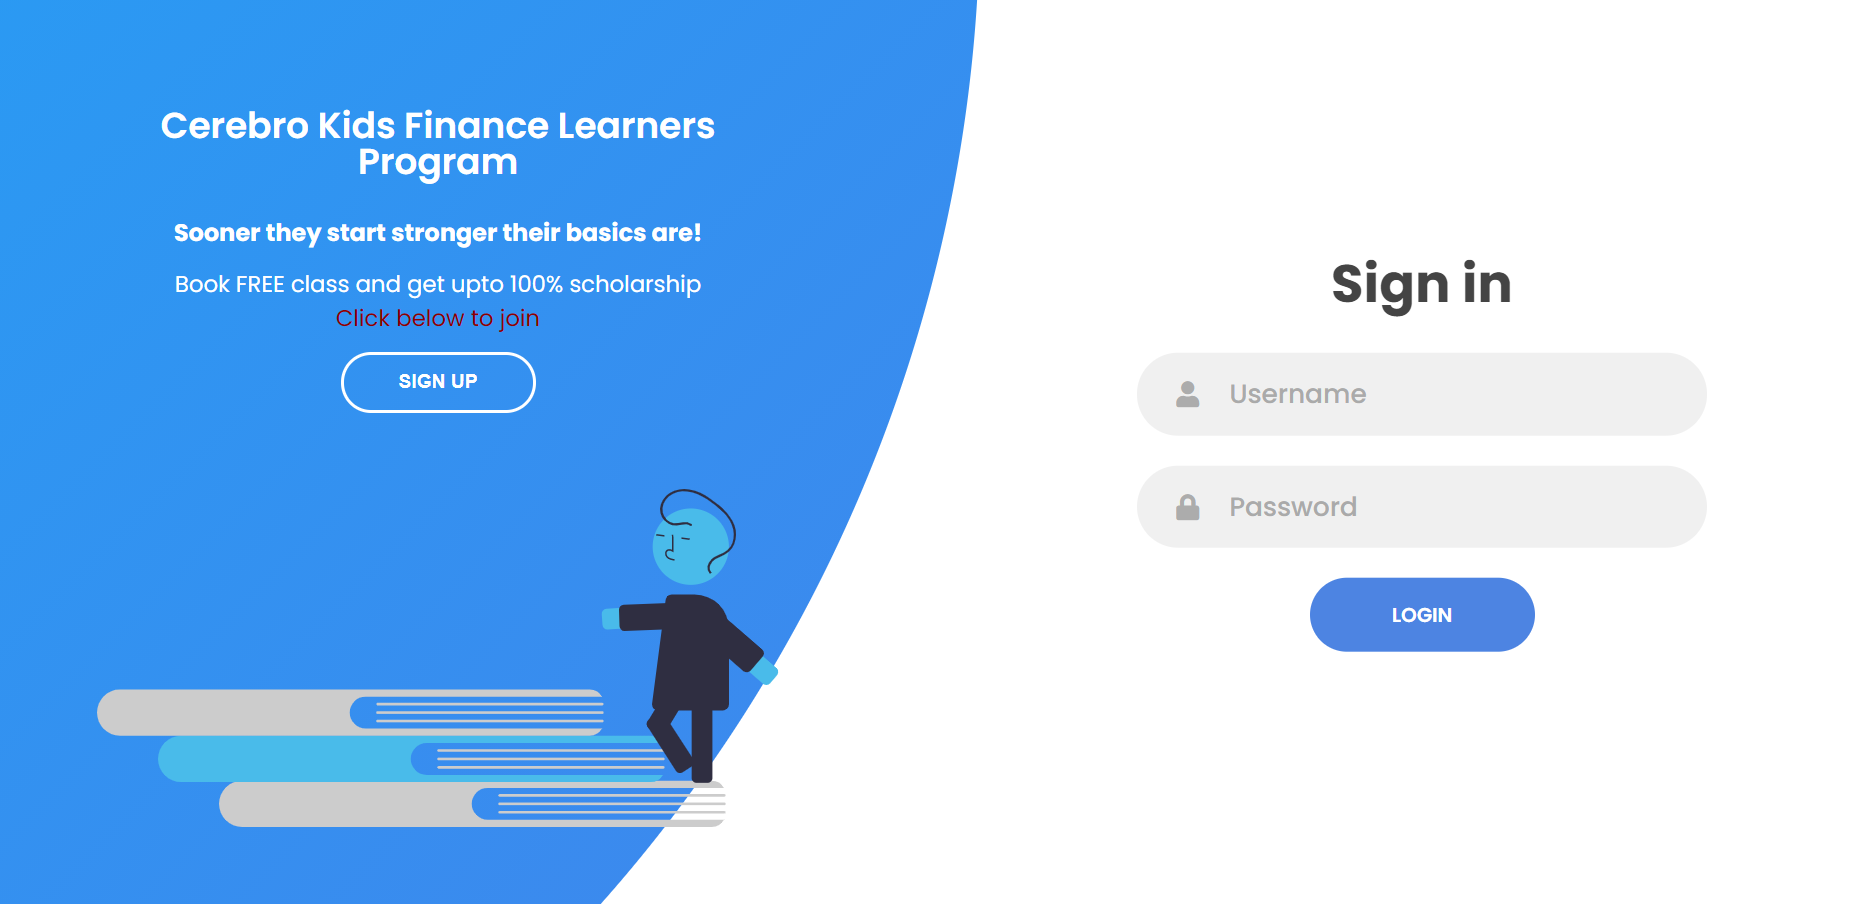 Cerebro Kids Finance Learners
Program
Sooner they start stronger their basics are!
Book FREE class and get upto 100% scholarship
Click below to join
SIGN UP
Sign in
Username
Password
LOGIN